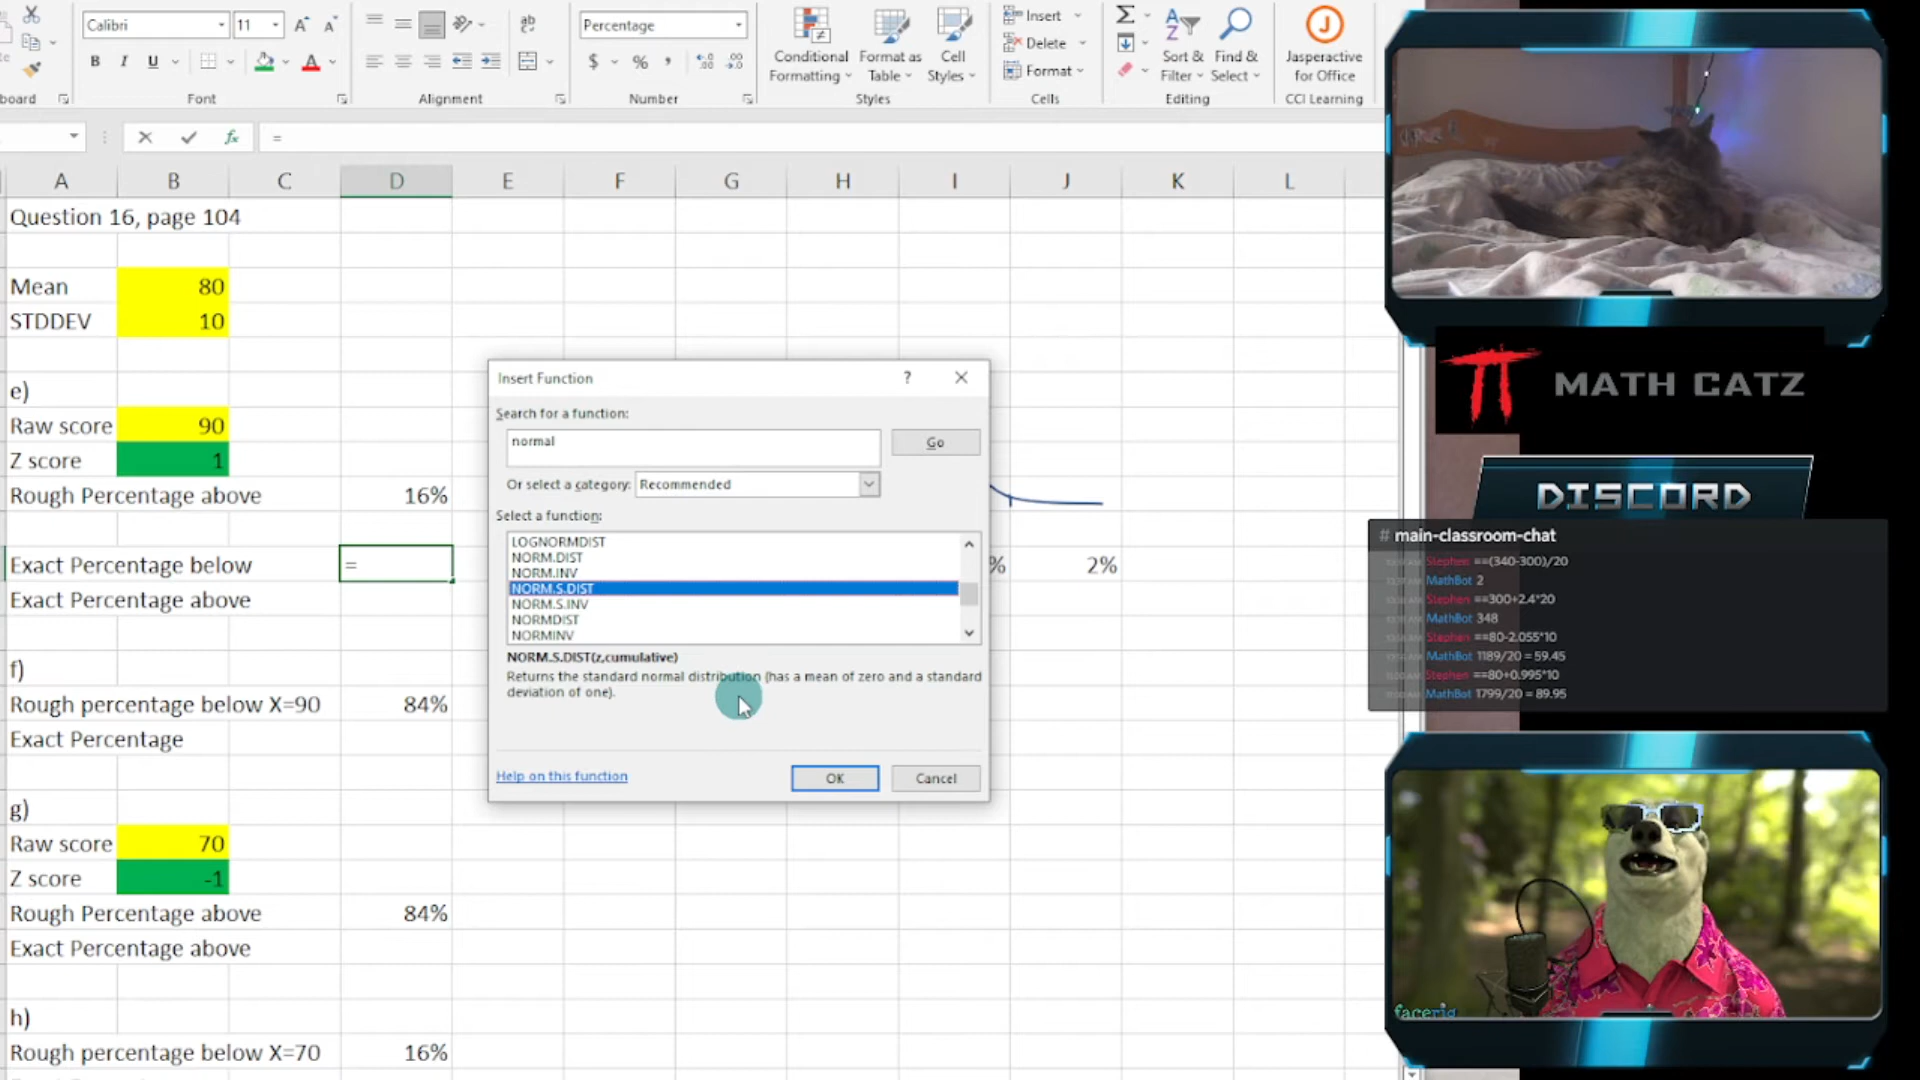 Calibri 11 Percentage
Conditional Formatting Format as Table Cell Styles
Insert
Delete
Format
Sort & Filter Find & Select
Jasperactive for Office
B I U $ %
board Font Alignment Number Styles Cells Editing CCI Learning
fx =
A B C D E F G H I J K L
Question 16, page 104
Mean 80
STDDEV 10
e)
Raw score 90
Z score 1
Rough Percentage above 16%
Exact Percentage below = % 2%
Exact Percentage above
f)
Rough percentage below X=90 84%
Exact Percentage
g)
Raw score 70
Z score -1
Rough Percentage above 84%
Exact Percentage above
h)
Rough percentage below X=70 16%
Insert Function ?
Search for a function:
normal
Go
Or select a category: Recommended
Select a function:
LOGNORMDIST
NORM.DIST
NORM.INV
NORM.S.DIST
NORM.S.INV
NORMDIST
NORMINV
NORM.S.DIST(z,cumulative)
Returns the standard normal distribution (has a mean of zero and a standard
deviation of one).
Help on this function
OK Cancel
MATH CATZ
DISCORD
# main-classroom-chat
Stephen ==(340-300)/20
MathBot 2
Stephen ==300+2.4*20
MathBot 348
Stephen ==80-2.055*10
MathBot 1189/20 = 59.45
Stephen ==80+0.995*10
MathBot 1799/20 = 89.95
facerig